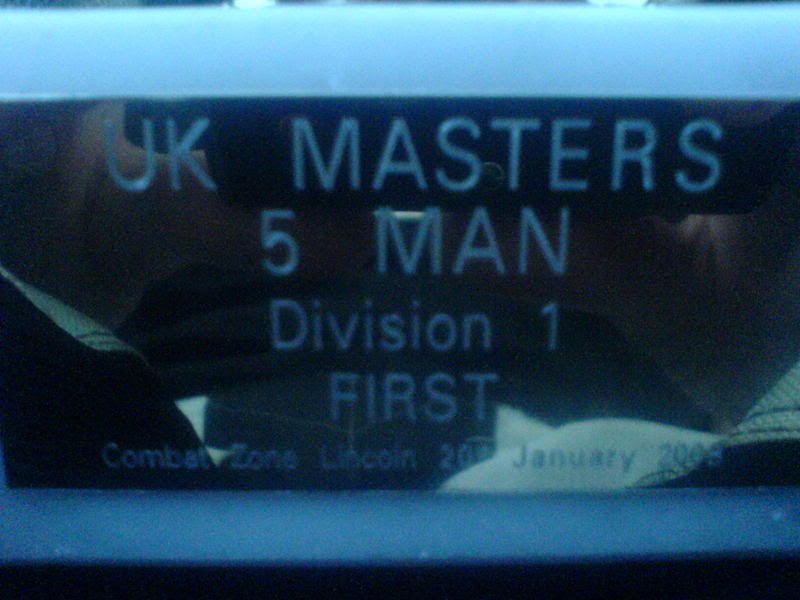 UK MASTERS
5 MAN
Division 1
FIRST
Combat Zone Lincoln January